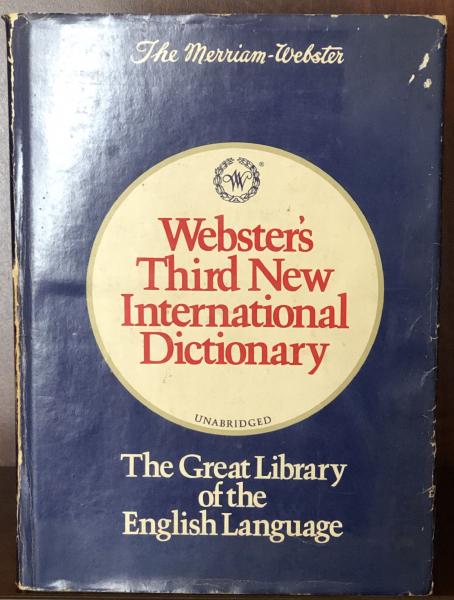 The Merriam-Webster
W
®
Webster's
Third New
International
Dictionary
UNABRIDGED
The Great Library
of the
English Language